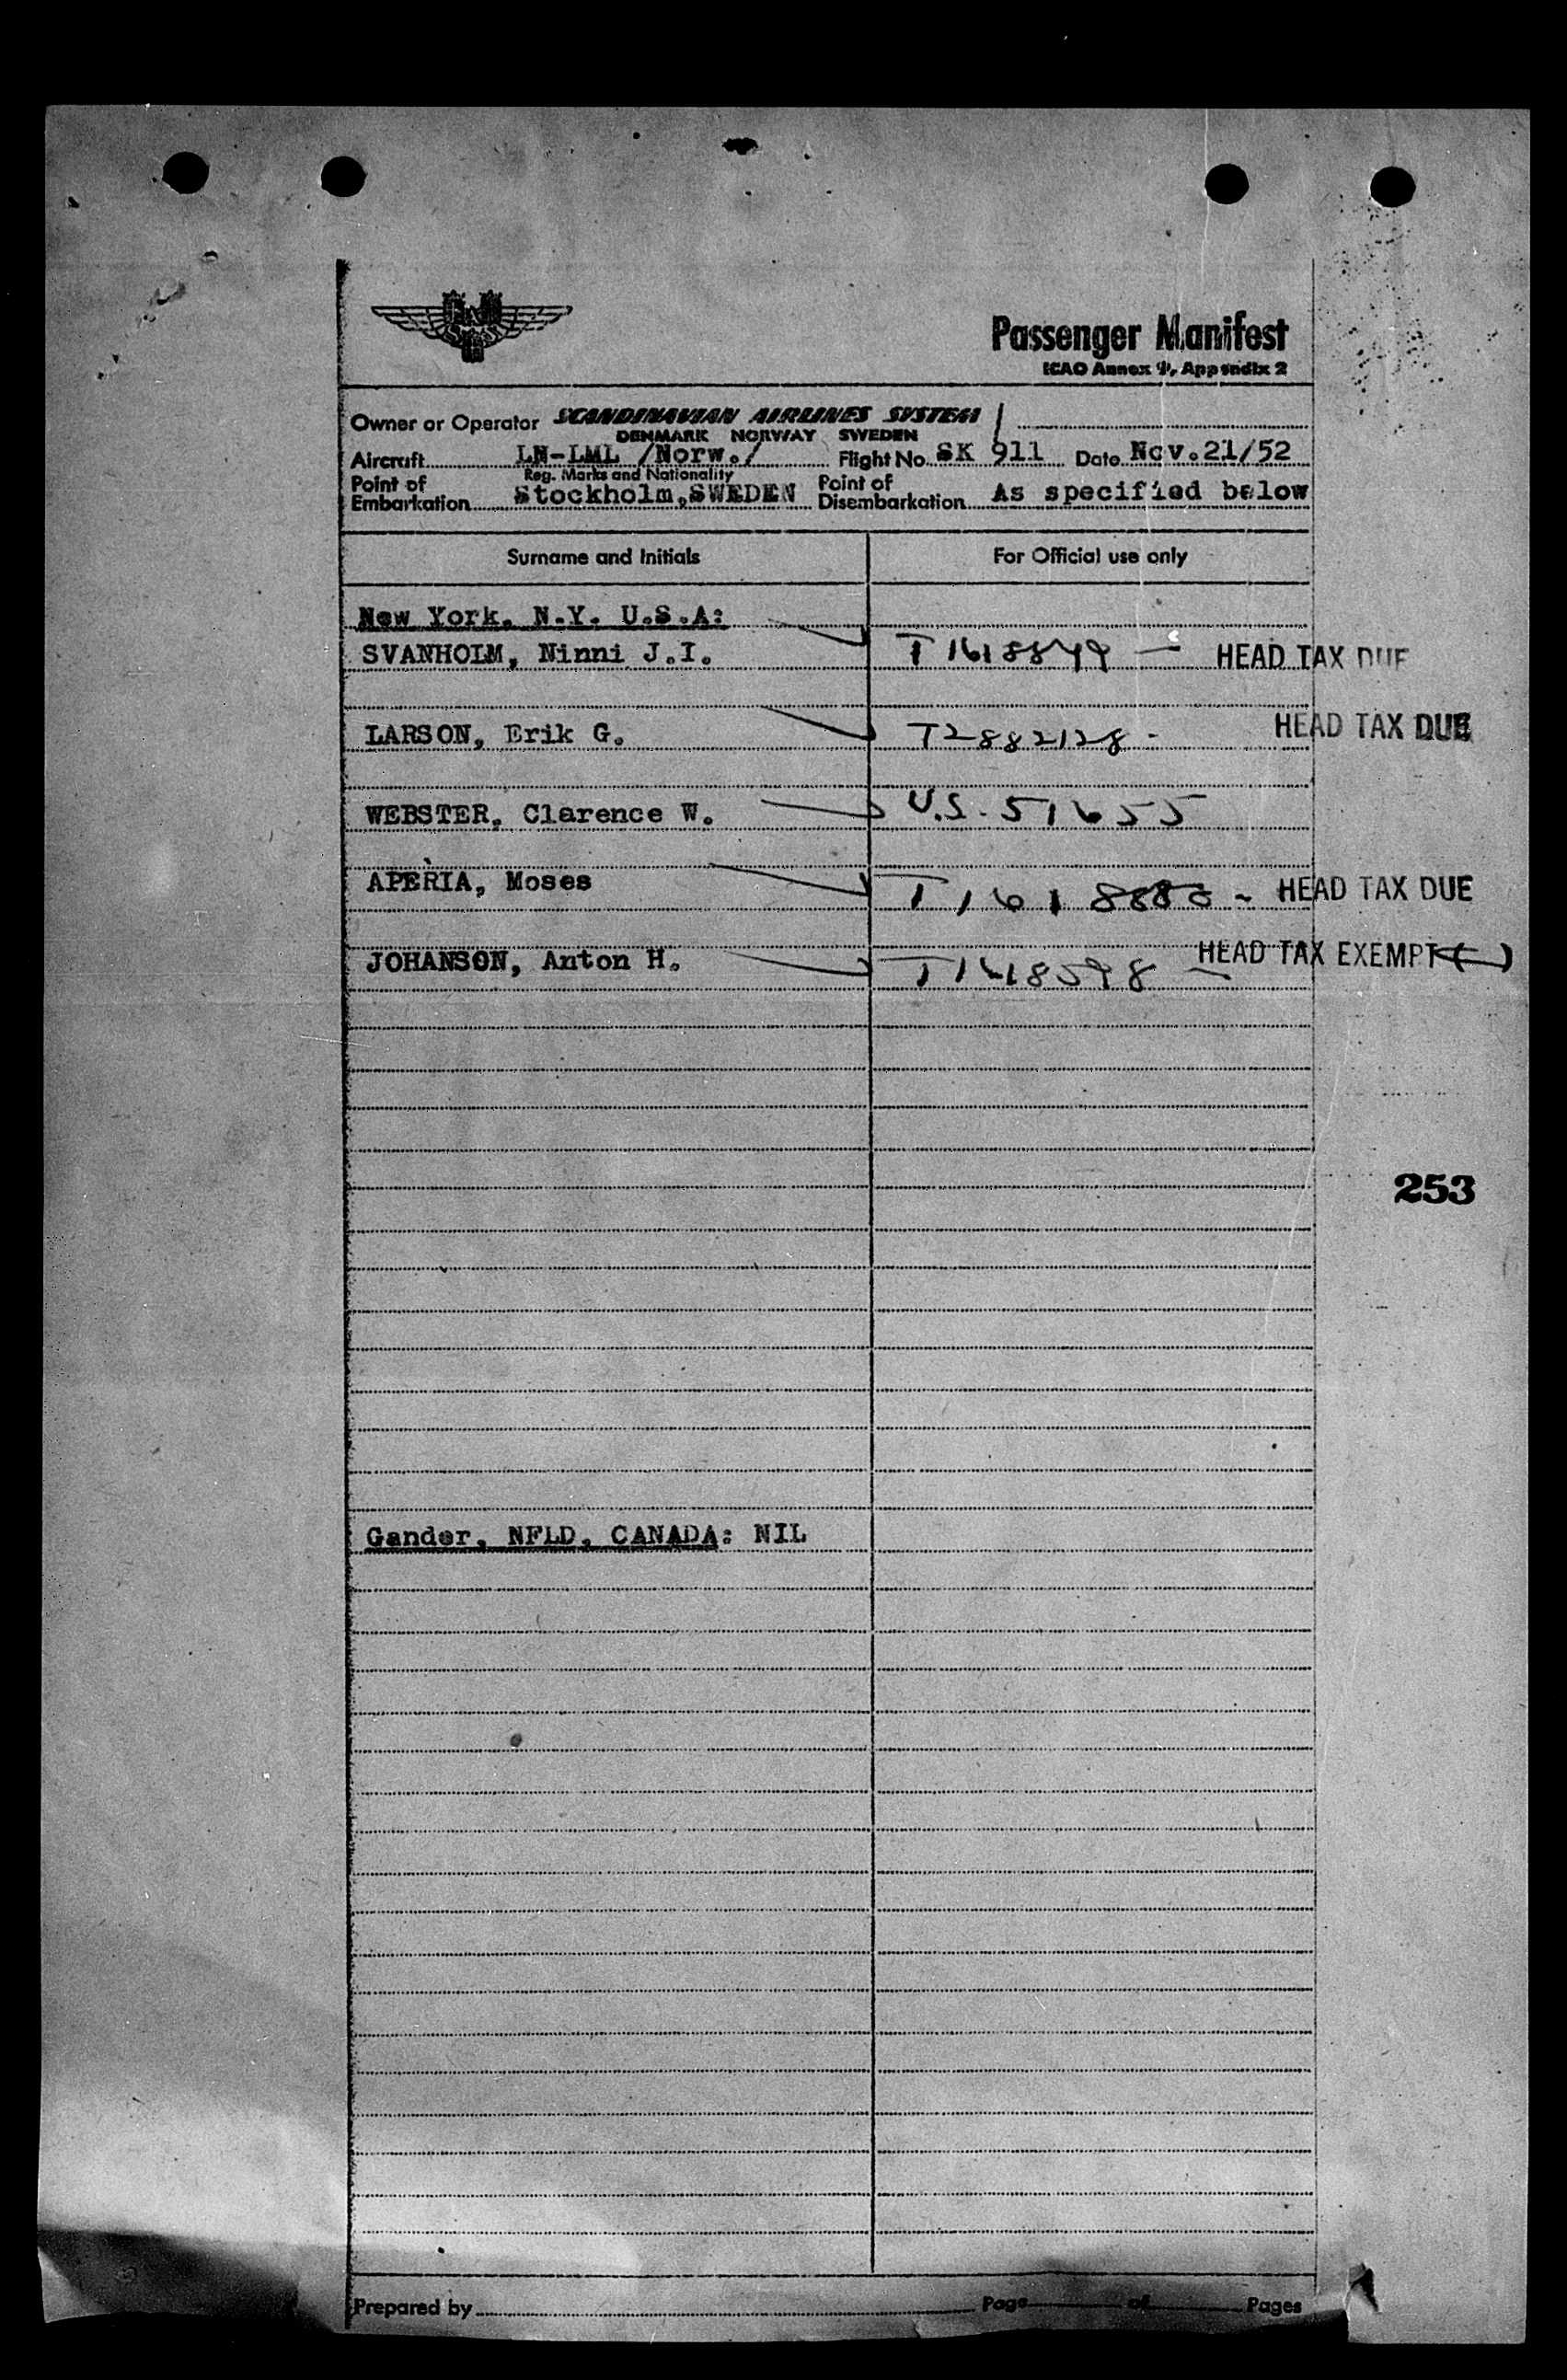 Passenger Manifest
ICAO Annex 9, Appendix 2
Owner or Operator SCANDINAVIAN AIRLINES SYSTEM
DENMARK NORWAY SWEDEN
Aircraft LN-LML /Norw./ Flight No. SK 911 Date Nov.21/52
Reg. Marks and Nationality
Point of Embarkation Stockholm,SWEDEN Point of Disembarkation As specified below
Surname and Initials For Official use only
New York, N.Y. U.S.A:
SVANHOLM, Ninni J.I. T 1618849 — HEAD TAX DUE
LARSON, Erik G. T2882128 - HEAD TAX DUE
WEBSTER, Clarence W. U.S. 51655
APERIA, Moses HEAD TAX DUE
JOHANSON, Anton H. T1618598 — HEAD TAX EXEMPT ( )
253
Gander, NFLD, CANADA: NIL
Prepared by Page of Pages